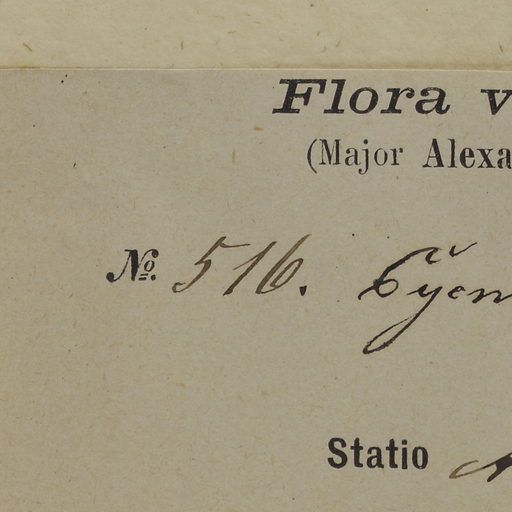 Flora v
(Major Alexa
No. 516.
Statio